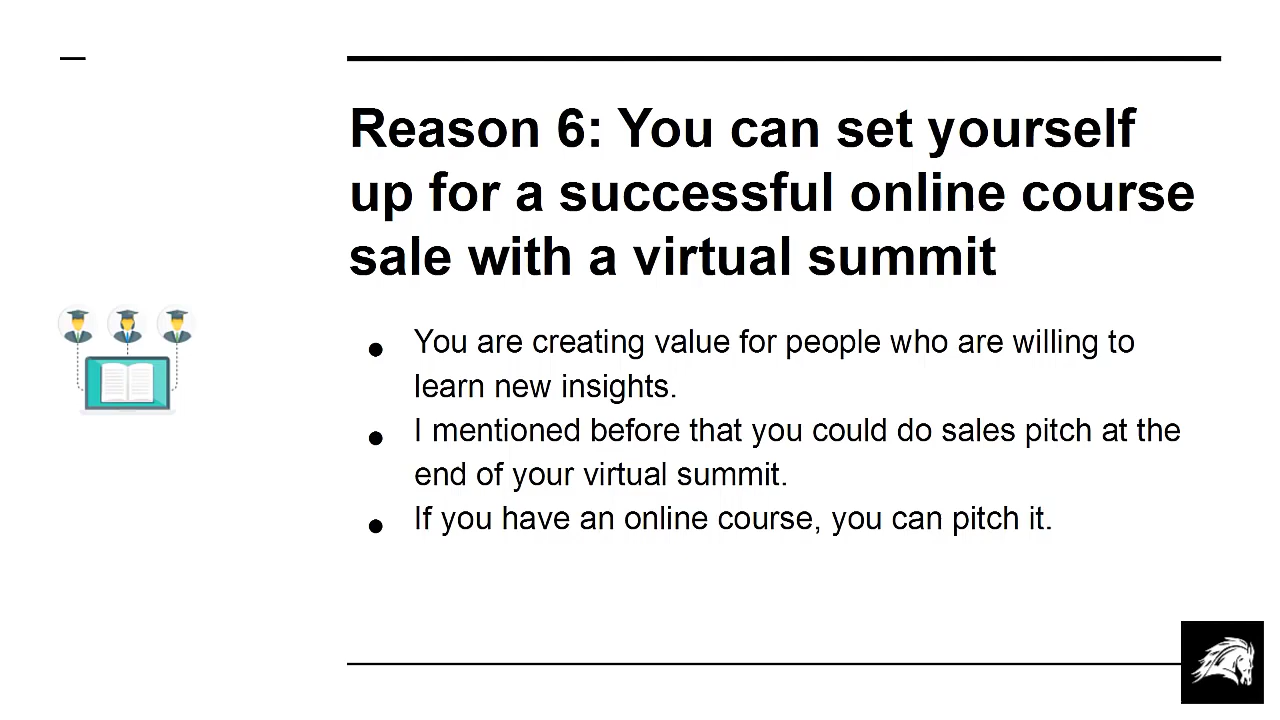 Reason 6: You can set yourself
up for a successful online course
sale with a virtual summit
● You are creating value for people who are willing to
learn new insights.
● I mentioned before that you could do sales pitch at the
end of your virtual summit.
● If you have an online course, you can pitch it.